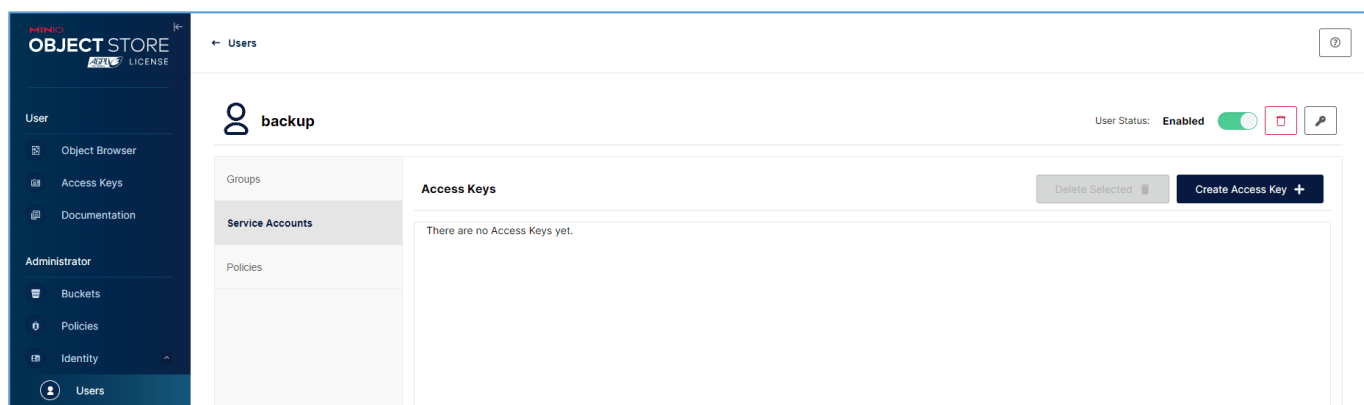 MINIO
OBJECT STORE
AGPLv3 LICENSE
User
Object Browser
Access Keys
Documentation
Administrator
Buckets
Policies
Identity
Users
← Users
backup
User Status: Enabled
Groups
Service Accounts
Policies
Access Keys
Delete Selected
Create Access Key +
There are no Access Keys yet.